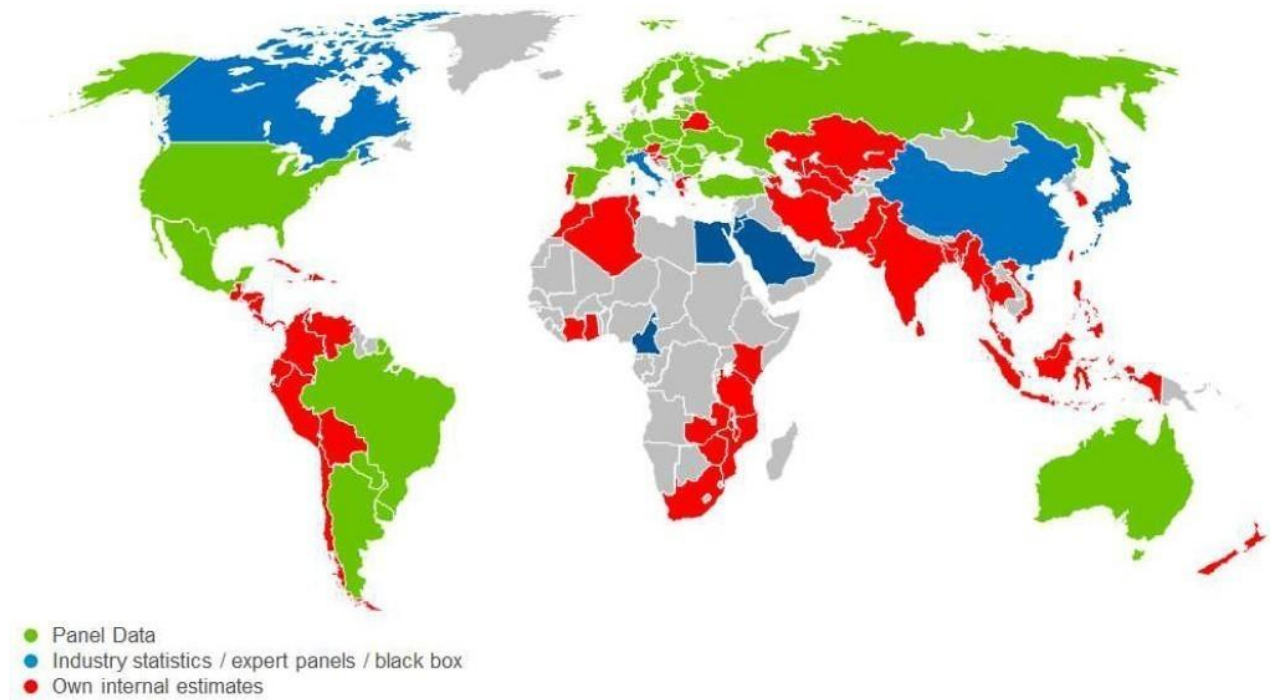 Panel Data
Industry statistics / expert panels / black box
Own internal estimates